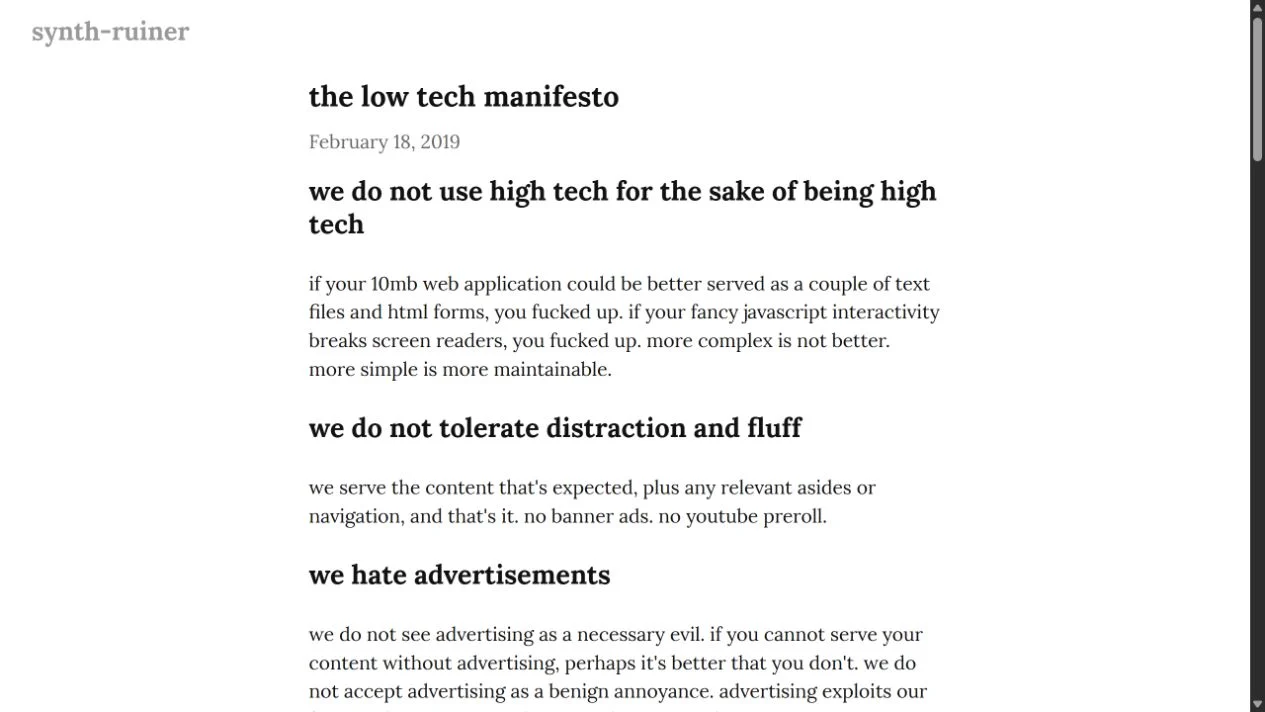 synth-ruiner
the low tech manifesto
February 18, 2019
we do not use high tech for the sake of being high
tech
if your 10mb web application could be better served as a couple of text
files and html forms, you fucked up. if your fancy javascript interactivity
breaks screen readers, you fucked up. more complex is not better.
more simple is more maintainable.
we do not tolerate distraction and fluff
we serve the content that's expected, plus any relevant asides or
navigation, and that's it. no banner ads. no youtube preroll.
we hate advertisements
we do not see advertising as a necessary evil. if you cannot serve your
content without advertising, perhaps it's better that you don't. we do
not accept advertising as a benign annoyance. advertising exploits our